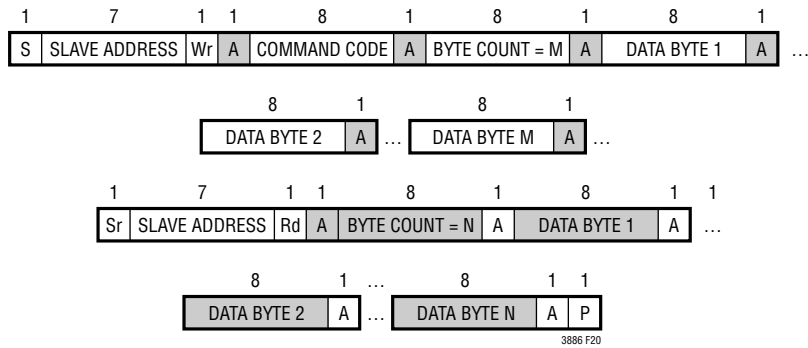 1 7 1 1 8 1 8 1 8 1
S SLAVE ADDRESS Wr A COMMAND CODE A BYTE COUNT = M A DATA BYTE 1 A …
8 1 8 1
DATA BYTE 2 A … DATA BYTE M A …
1 7 1 1 8 1 8 1 1
Sr SLAVE ADDRESS Rd A BYTE COUNT = N A DATA BYTE 1 A …
8 1 … 8 1 1
DATA BYTE 2 A … DATA BYTE N A P
3886 F20